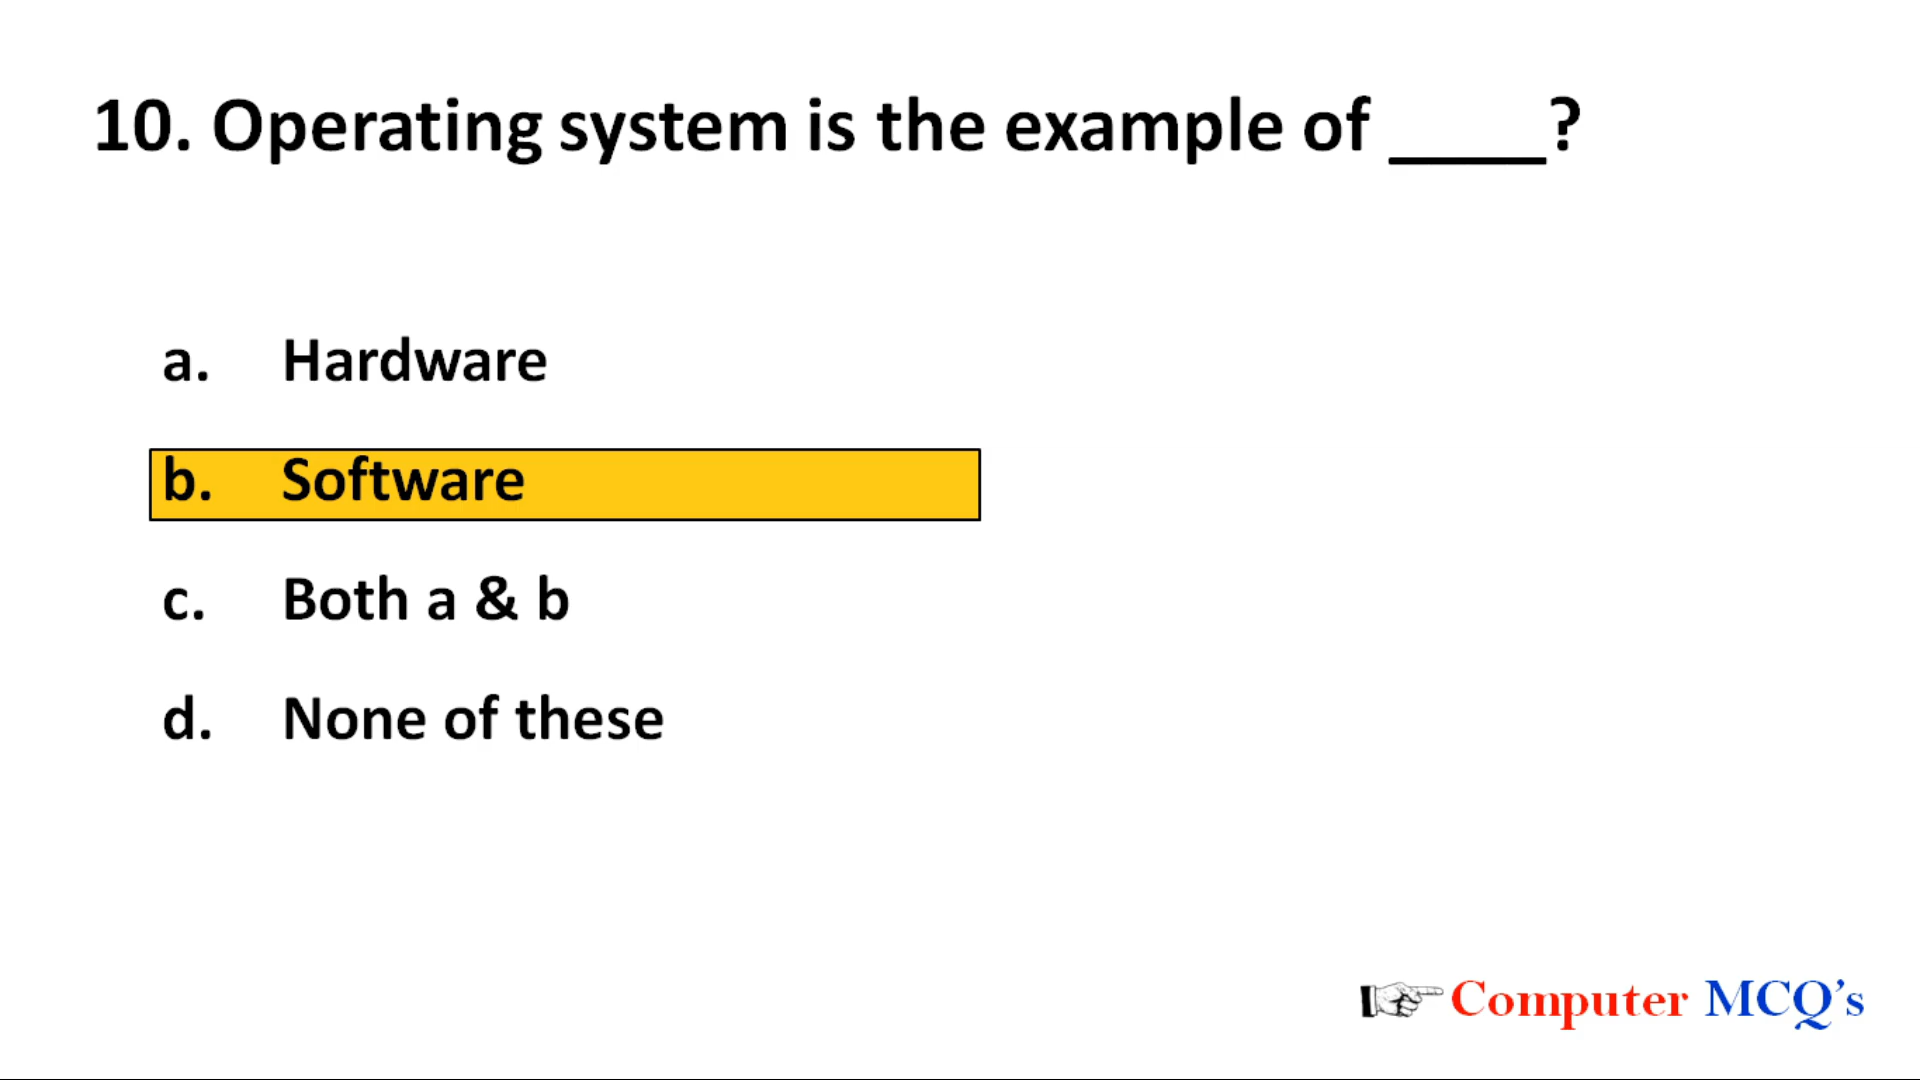 10. Operating system is the example of ____?
a. Hardware
b. Software
c. Both a & b
d. None of these
Computer MCQ's